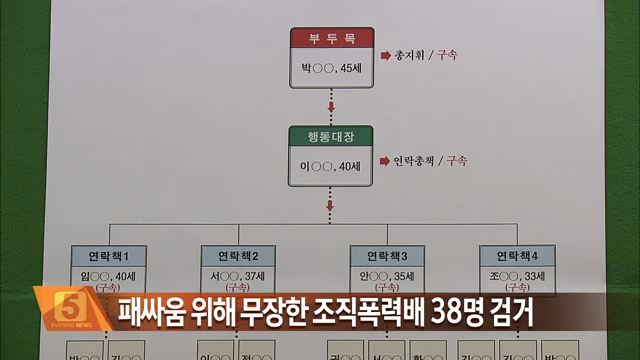 부두목
박○○, 45세
총지휘 / 구속
행동대장
이○○, 40세
연락총책 / 구속
연락책1
임○○, 40세
(구속)
연락책2
서○○, 37세
(구속)
연락책3
안○○, 35세
(구속)
연락책4
조○○, 33세
(구속)
5
EVENING NEWS
패싸움 위해 무장한 조직폭력배 38명 검거